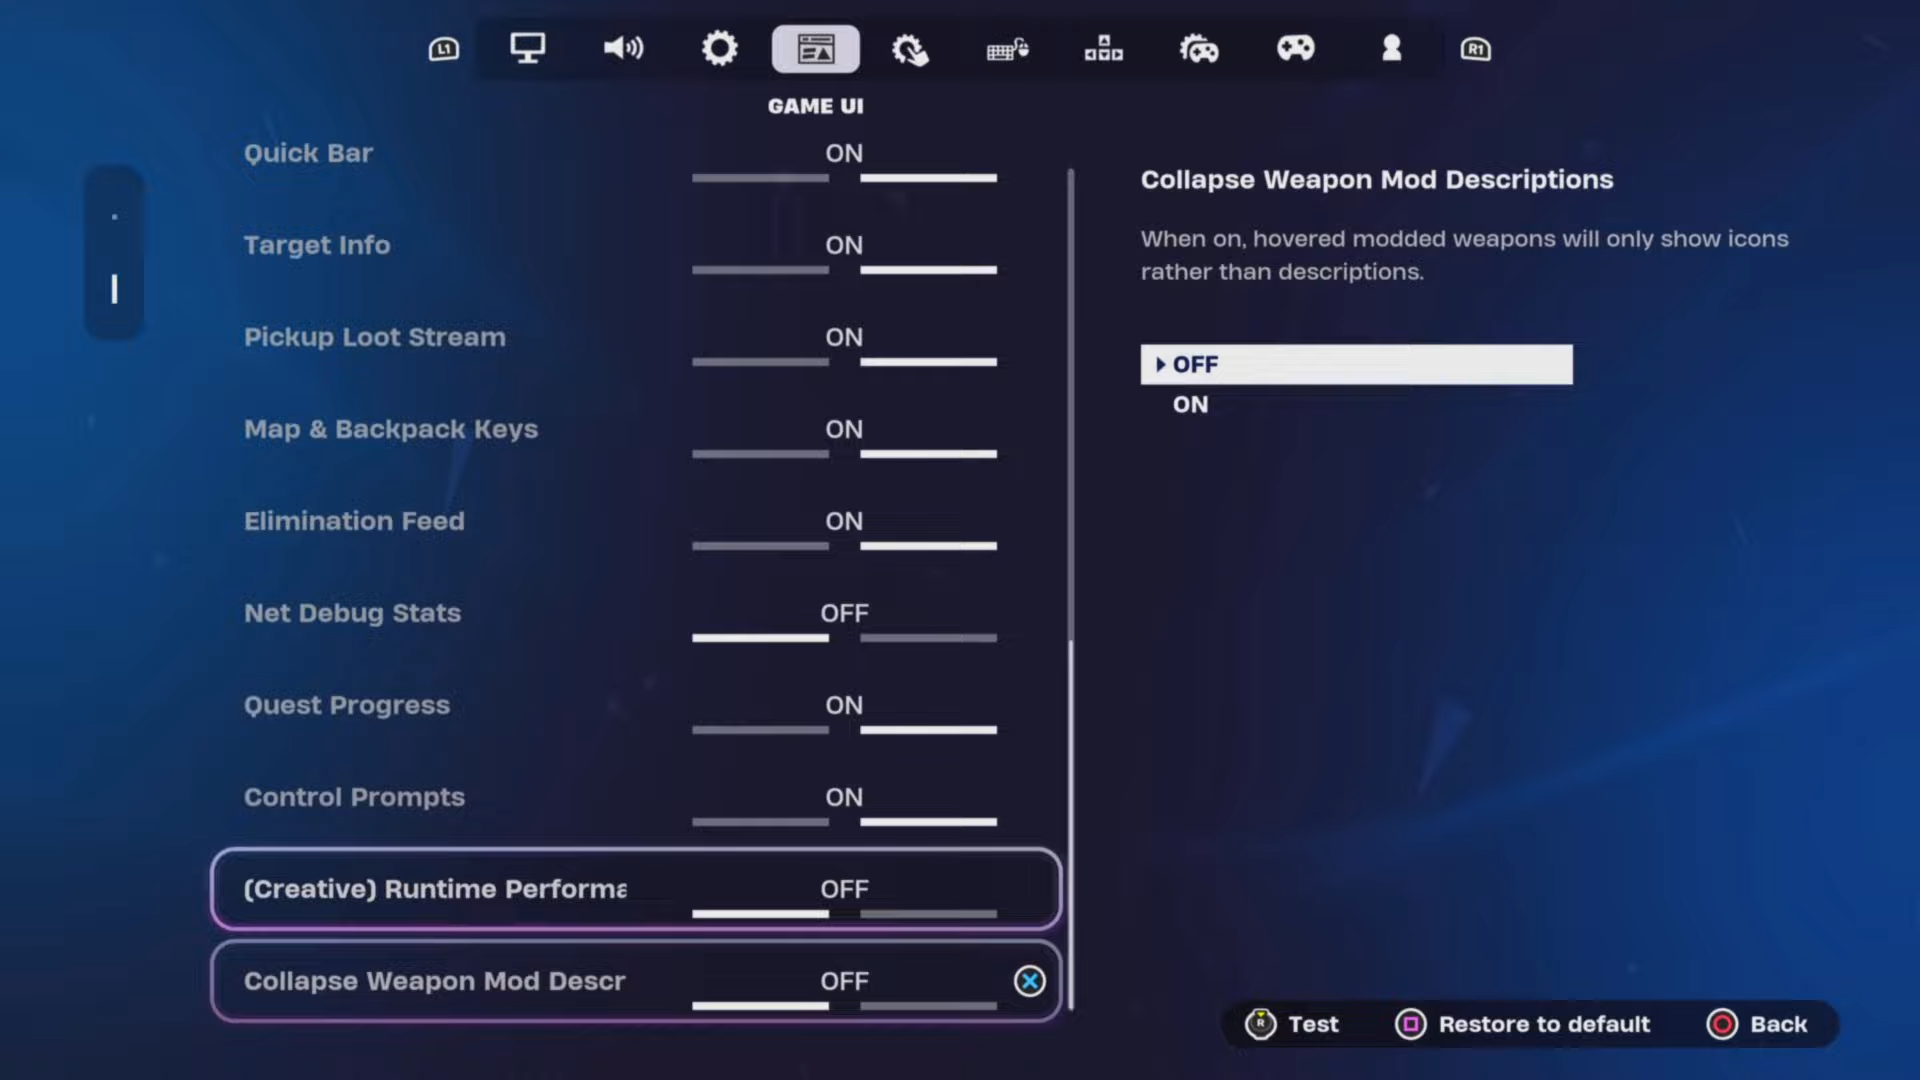 L1
R1
GAME UI
Quick Bar
ON
Target Info
ON
Pickup Loot Stream
ON
Map & Backpack Keys
ON
Elimination Feed
ON
Net Debug Stats
OFF
Quest Progress
ON
Control Prompts
ON
(Creative) Runtime Performa
OFF
Collapse Weapon Mod Descr
OFF
Collapse Weapon Mod Descriptions
When on, hovered modded weapons will only show icons
rather than descriptions.
OFF
ON
R
Test
Restore to default
Back